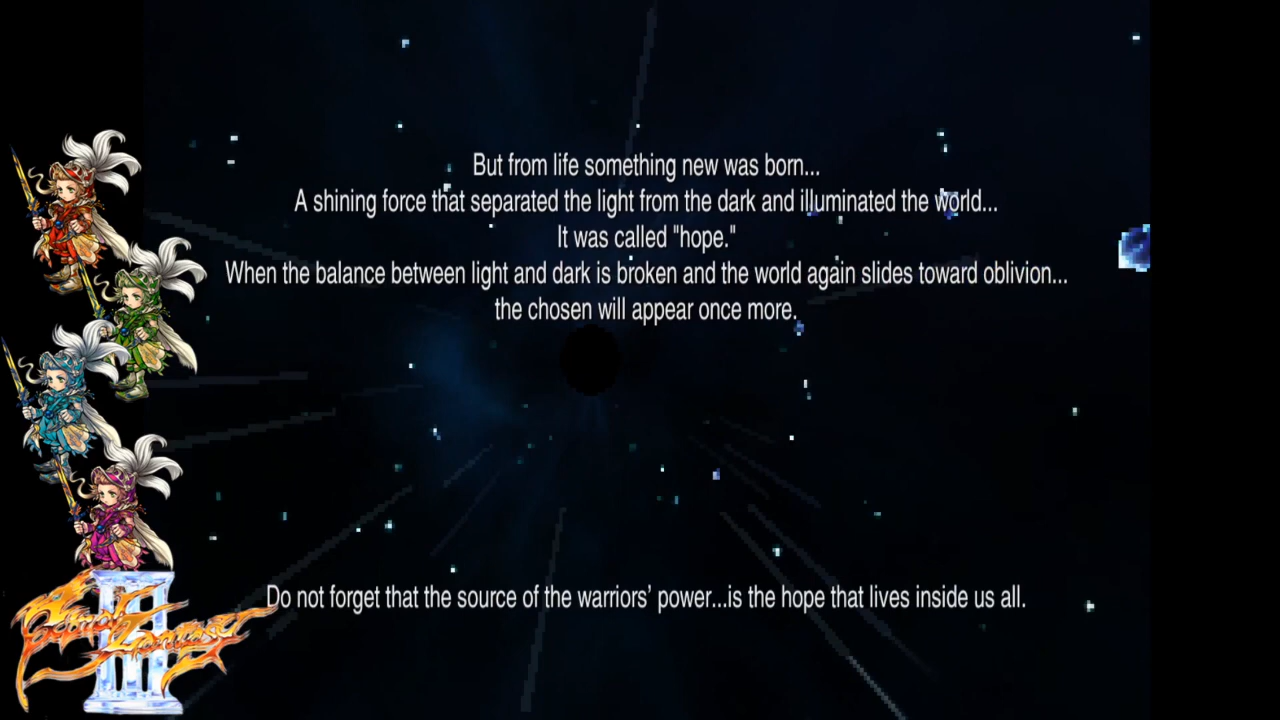 But from life something new was born...
A shining force that separated the light from the dark and illuminated the world...
It was called "hope."
When the balance between light and dark is broken and the world again slides toward oblivion...
the chosen will appear once more.
Do not forget that the source of the warriors’ power...is the hope that lives inside us all.
Final Fantasy
III